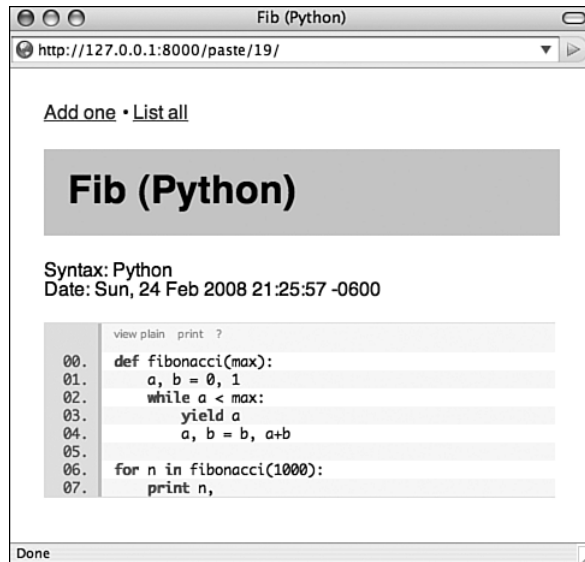 Fib (Python)
http://127.0.0.1:8000/paste/19/
Add one • List all
Fib (Python)
Syntax: Python
Date: Sun, 24 Feb 2008 21:25:57 -0600
view plain print ?
00. def fibonacci(max):
01.     a, b = 0, 1
02.     while a < max:
03.         yield a
04.         a, b = b, a+b
05.
06. for n in fibonacci(1000):
07.     print n,
Done